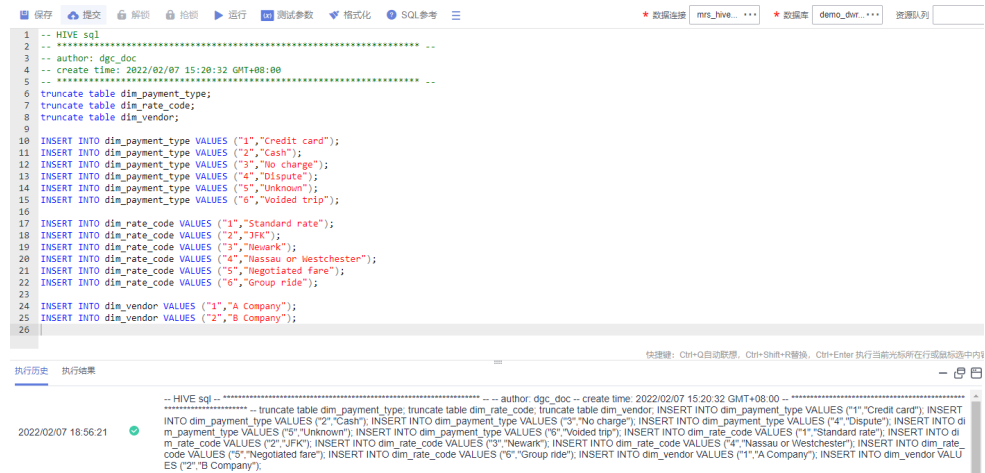 保存 提交 解锁 抢锁 运行 {x} 测试参数 格式化 SQL参考 * 数据连接 mrs_hive... ··· * 数据库 demo_dwr... ··· 资源队列
1 -- HIVE sql
2 -- ******************************************************************** --
3 -- author: dgc_doc
4 -- create time: 2022/02/07 15:20:32 GMT+08:00
5 -- ******************************************************************** --
6 truncate table dim_payment_type;
7 truncate table dim_rate_code;
8 truncate table dim_vendor;
9
10 INSERT INTO dim_payment_type VALUES ("1","Credit card");
11 INSERT INTO dim_payment_type VALUES ("2","Cash");
12 INSERT INTO dim_payment_type VALUES ("3","No charge");
13 INSERT INTO dim_payment_type VALUES ("4","Dispute");
14 INSERT INTO dim_payment_type VALUES ("5","Unknown");
15 INSERT INTO dim_payment_type VALUES ("6","Voided trip");
16
17 INSERT INTO dim_rate_code VALUES ("1","Standard rate");
18 INSERT INTO dim_rate_code VALUES ("2","JFK");
19 INSERT INTO dim_rate_code VALUES ("3","Newark");
20 INSERT INTO dim_rate_code VALUES ("4","Nassau or Westchester");
21 INSERT INTO dim_rate_code VALUES ("5","Negotiated fare");
22 INSERT INTO dim_rate_code VALUES ("6","Group ride");
23
24 INSERT INTO dim_vendor VALUES ("1","A Company");
25 INSERT INTO dim_vendor VALUES ("2","B Company");
26
快捷键：Ctrl+Q自动联想，Ctrl+Shift+R替换，Ctrl+Enter 执行当前光标所在行或鼠标选中内容
执行历史 执行结果
-- HIVE sql -- ******************************************************************** -- -- author: dgc_doc -- create time: 2022/02/07 15:20:32 GMT+08:00 -- **********************************************
********************** -- truncate table dim_payment_type; truncate table dim_rate_code; truncate table dim_vendor; INSERT INTO dim_payment_type VALUES ("1","Credit card"); INSERT
INTO dim_payment_type VALUES ("2","Cash"); INSERT INTO dim_payment_type VALUES ("3","No charge"); INSERT INTO dim_payment_type VALUES ("4","Dispute"); INSERT INTO di
2022/02/07 18:56:21 m_payment_type VALUES ("5","Unknown"); INSERT INTO dim_payment_type VALUES ("6","Voided trip"); INSERT INTO dim_rate_code VALUES ("1","Standard rate"); INSERT INTO di
m_rate_code VALUES ("2","JFK"); INSERT INTO dim_rate_code VALUES ("3","Newark"); INSERT INTO dim_rate_code VALUES ("4","Nassau or Westchester"); INSERT INTO dim_rate_
code VALUES ("5","Negotiated fare"); INSERT INTO dim_rate_code VALUES ("6","Group ride"); INSERT INTO dim_vendor VALUES ("1","A Company"); INSERT INTO dim_vendor VALU
ES ("2","B Company");